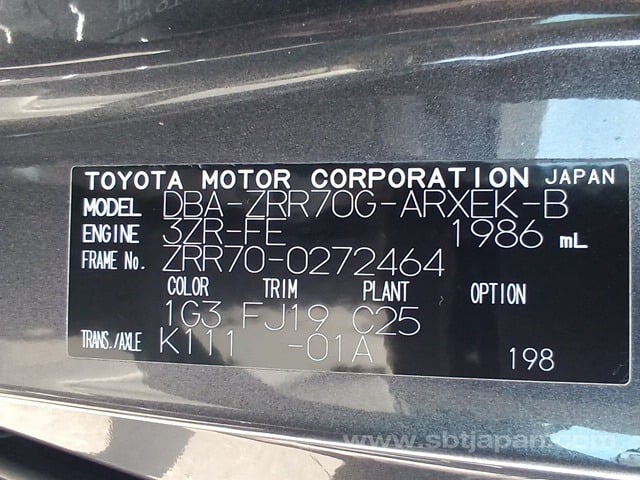 TOYOTA MOTOR CORPORATION JAPAN
MODEL DBA-ZRR70G-ARXEK-B
ENGINE 3ZR-FE 1986 mL
FRAME No. ZRR70-0272464
COLOR TRIM PLANT OPTION
1G3 FJ19 C25
TRANS./AXLE K111 -01A 198
www.sbtjapan.com